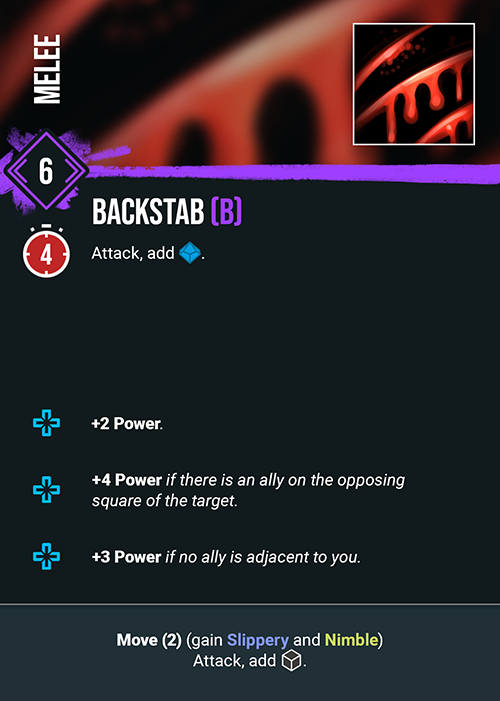 MELEE
6
BACKSTAB (B)
4
Attack, add .
+2 Power.
+4 Power if there is an ally on the opposing
square of the target.
+3 Power if no ally is adjacent to you.
Move (2) (gain Slippery and Nimble)
Attack, add .